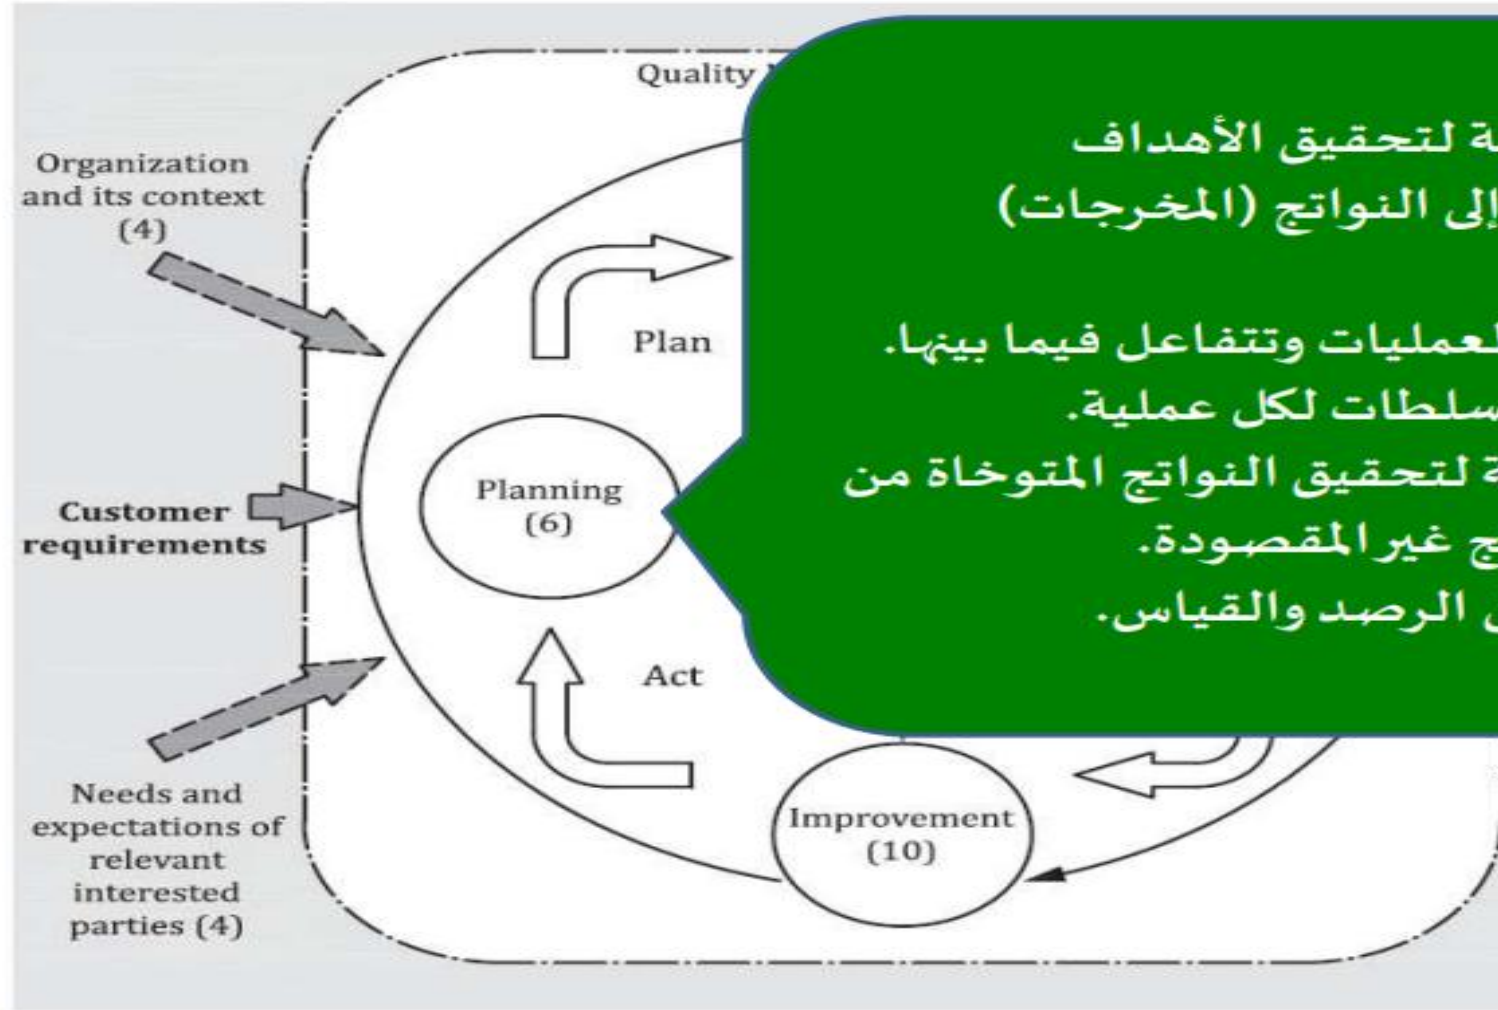 Quality
Organization
and its context
(4)
Plan
Customer
requirements
Planning
(6)
Act
Needs and
expectations of
relevant
interested
parties (4)
Improvement
(10)
لتحقيق الأهداف
إلى النواتج (المخرجات)
وتتفاعل فيما بينها.
لكل عملية.
لتحقيق النواتج المتوخاة من
غير المقصودة.
الرصد والقياس.